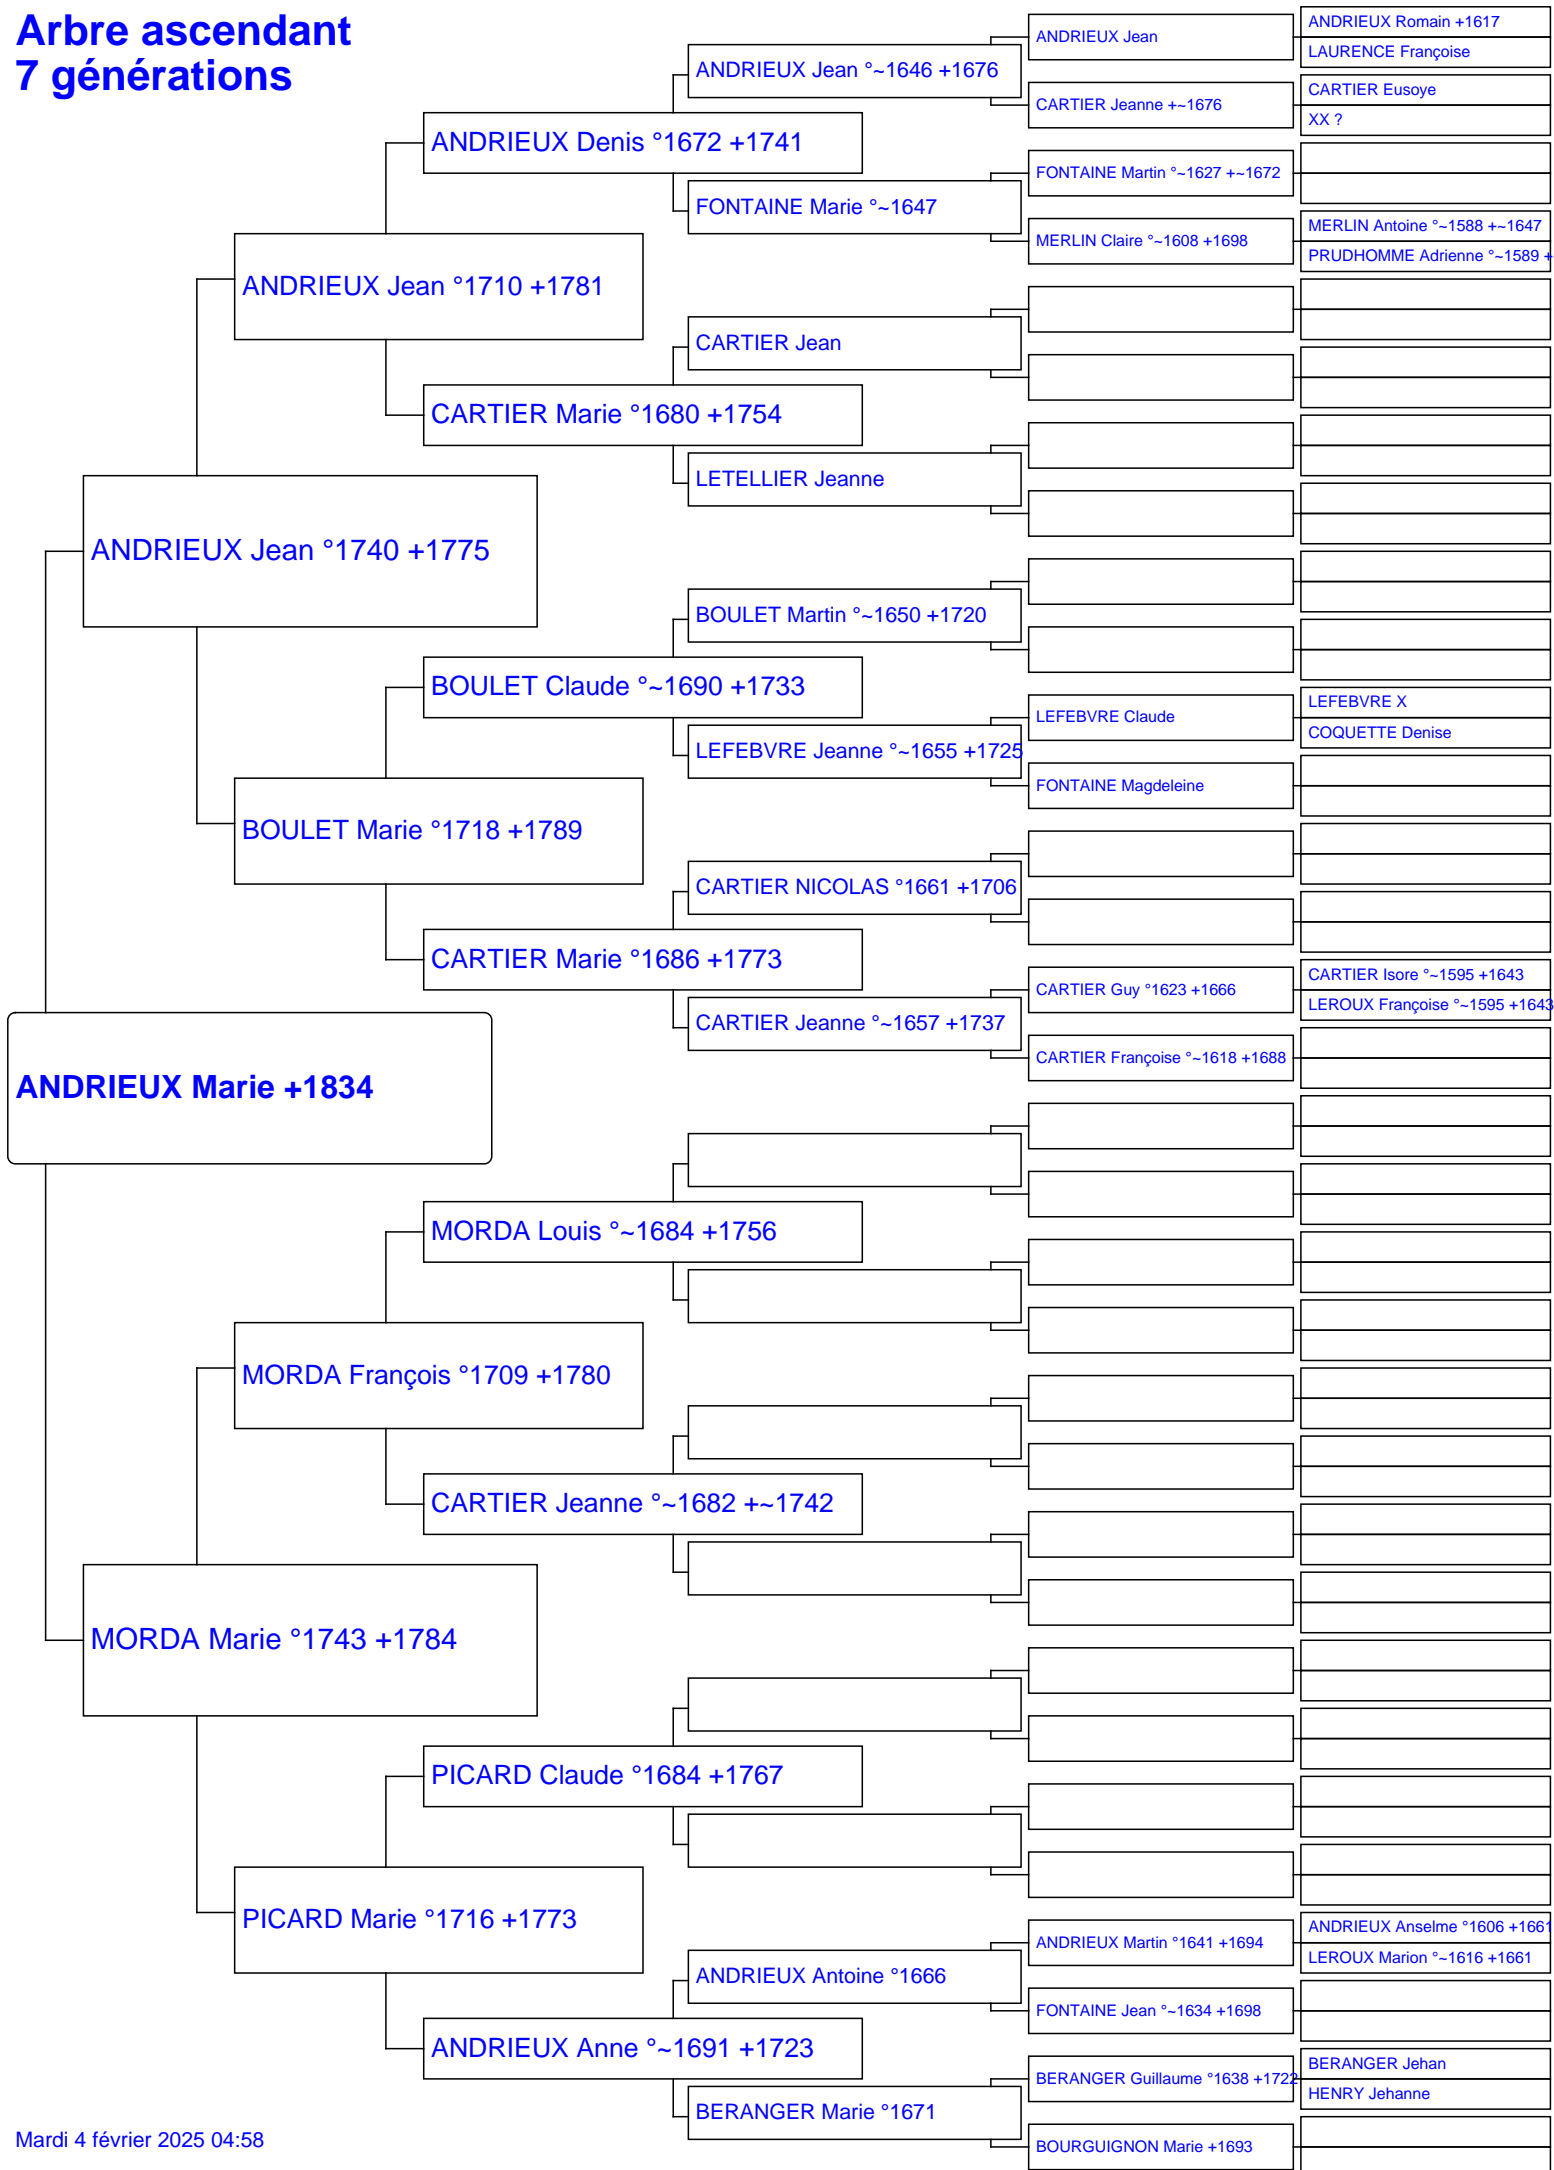 Arbre ascendant
7 générations
ANDRIEUX Marie +1834
ANDRIEUX Jean °1740 +1775
MORDA Marie °1743 +1784
ANDRIEUX Jean °1710 +1781
BOULET Marie °1718 +1789
MORDA François °1709 +1780
PICARD Marie °1716 +1773
ANDRIEUX Denis °1672 +1741
CARTIER Marie °1680 +1754
BOULET Claude °~1690 +1733
CARTIER Marie °1686 +1773
MORDA Louis °~1684 +1756
CARTIER Jeanne °~1682 +~1742
PICARD Claude °1684 +1767
ANDRIEUX Anne °~1691 +1723
ANDRIEUX Jean °~1646 +1676
FONTAINE Marie °~1647
CARTIER Jean
LETELLIER Jeanne
BOULET Martin °~1650 +1720
LEFEBVRE Jeanne °~1655 +1725
CARTIER NICOLAS °1661 +1706
CARTIER Jeanne °~1657 +1737
ANDRIEUX Antoine °1666
BERANGER Marie °1671
ANDRIEUX Jean
CARTIER Jeanne +~1676
FONTAINE Martin °~1627 +~1672
MERLIN Claire °~1608 +1698
LEFEBVRE Claude
FONTAINE Magdeleine
CARTIER Guy °1623 +1666
CARTIER Françoise °~1618 +1688
ANDRIEUX Martin °1641 +1694
FONTAINE Jean °~1634 +1698
BERANGER Guillaume °1638 +1722
BOURGUIGNON Marie +1693
ANDRIEUX Romain +1617
LAURENCE Françoise
CARTIER Eusoye
XX ?
MERLIN Antoine °~1588 +~1647
PRUDHOMME Adrienne °~1589 +
LEFEBVRE X
COQUETTE Denise
CARTIER Isore °~1595 +1643
LEROUX Françoise °~1595 +1643
ANDRIEUX Anselme °1606 +1661
LEROUX Marion °~1616 +1661
BERANGER Jehan
HENRY Jehanne
Mardi 4 février 2025 04:58